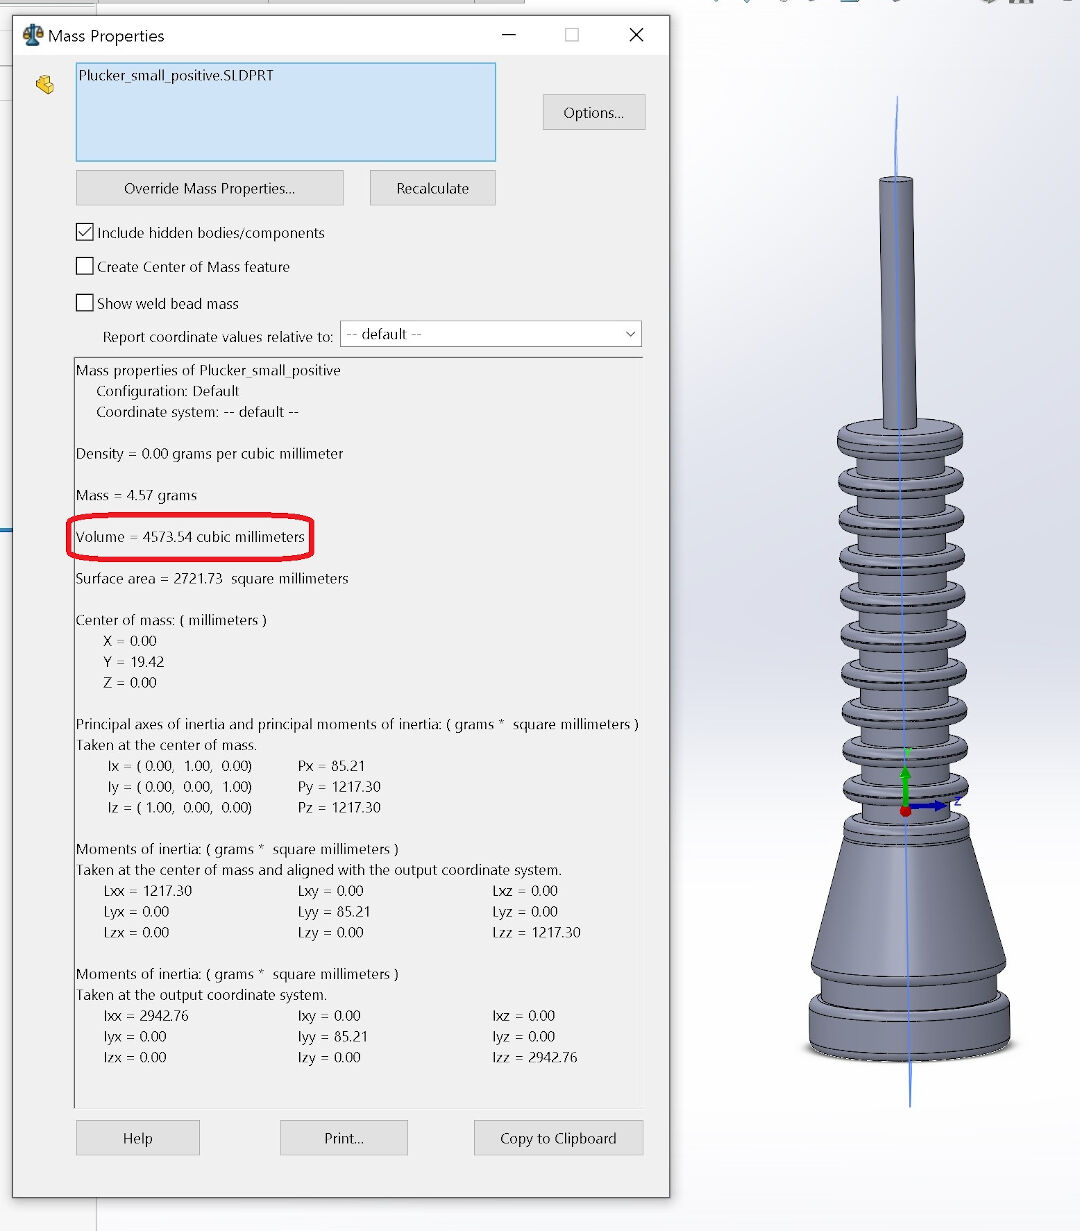 Mass Properties
Plucker_small_positive.SLDPRT
Options...
Override Mass Properties...
Recalculate
Include hidden bodies/components
Create Center of Mass feature
Show weld bead mass
Report coordinate values relative to: -- default --
Mass properties of Plucker_small_positive
Configuration: Default
Coordinate system: -- default --
Density = 0.00 grams per cubic millimeter
Mass = 4.57 grams
Volume = 4573.54 cubic millimeters
Surface area = 2721.73 square millimeters
Center of mass: ( millimeters )
X = 0.00
Y = 19.42
Z = 0.00
Principal axes of inertia and principal moments of inertia: ( grams * square millimeters )
Taken at the center of mass.
Ix = ( 0.00, 1.00, 0.00) Px = 85.21
Iy = ( 0.00, 0.00, 1.00) Py = 1217.30
Iz = ( 1.00, 0.00, 0.00) Pz = 1217.30
Moments of inertia: ( grams * square millimeters )
Taken at the center of mass and aligned with the output coordinate system.
Lxx = 1217.30 Lxy = 0.00 Lxz = 0.00
Lyx = 0.00 Lyy = 85.21 Lyz = 0.00
Lzx = 0.00 Lzy = 0.00 Lzz = 1217.30
Moments of inertia: ( grams * square millimeters )
Taken at the output coordinate system.
Ixx = 2942.76 Ixy = 0.00 Ixz = 0.00
Iyx = 0.00 Iyy = 85.21 Iyz = 0.00
Izx = 0.00 Izy = 0.00 Izz = 2942.76
Help
Print...
Copy to Clipboard
Y
Z